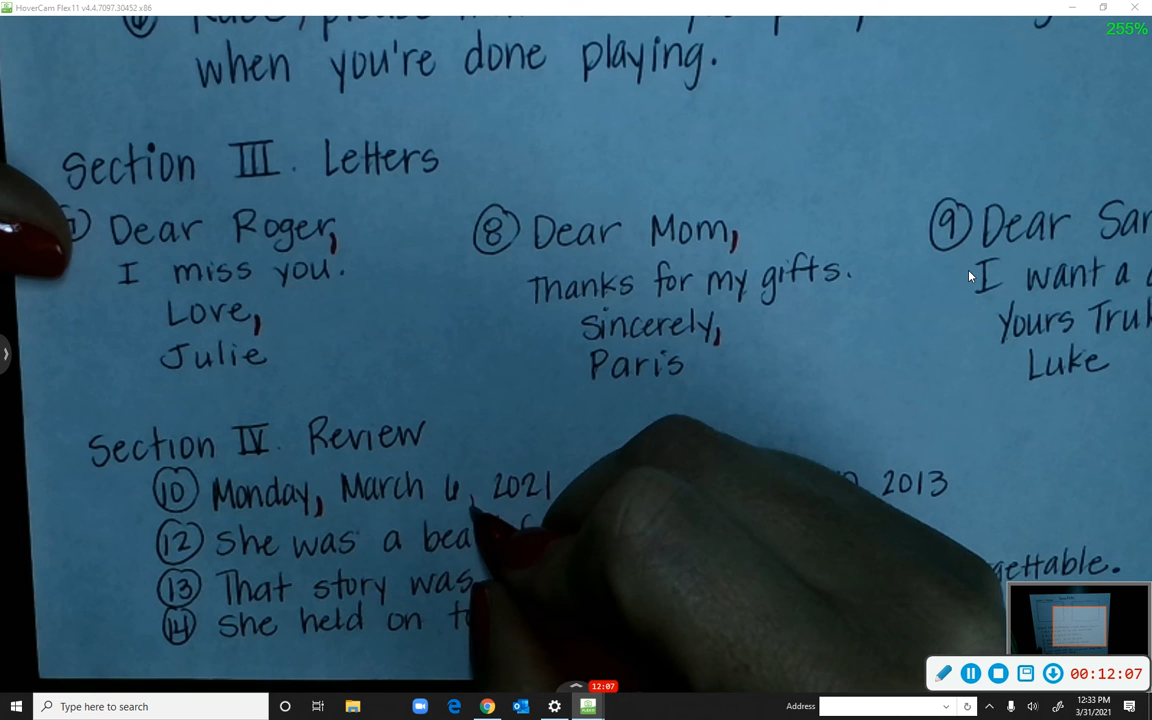 HoverCam Flex11 v4.4.7097.30452 x86
255%
when you're done playing.
Section III. Letters
Dear Roger,
I miss you.
Love,
Julie
8 Dear Mom,
Thanks for my gifts.
Sincerely,
Paris
9 Dear
I want a
Yours
Luke
Section IV. Review
10 Monday, March 6, 2021
2013
12 She was a
13 That story was
14 She held on
00:12:07
12:07
Type here to search
Address
12:33 PM
3/31/2021